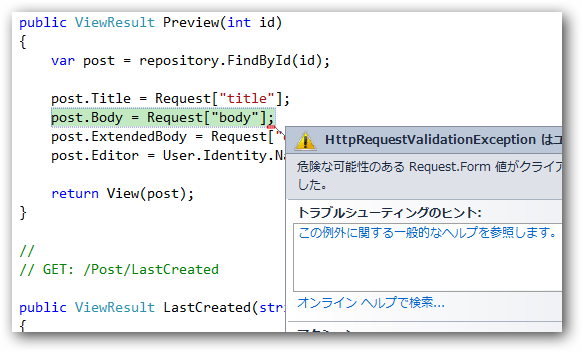 public ViewResult Preview(int id)
{
var post = repository.FindById(id);
post.Title = Request["title"];
post.Body = Request["body"];
post.ExtendedBody = Request["
post.Editor = User.Identity.Na
return View(post);
}
//
// GET: /Post/LastCreated
public ViewResult LastCreated(stri
{
HttpRequestValidationException はユ
危険な可能性のある Request.Form 値がクライア
した。
トラブルシューティングのヒント:
この例外に関する一般的なヘルプを参照します。
オンライン ヘルプで検索...